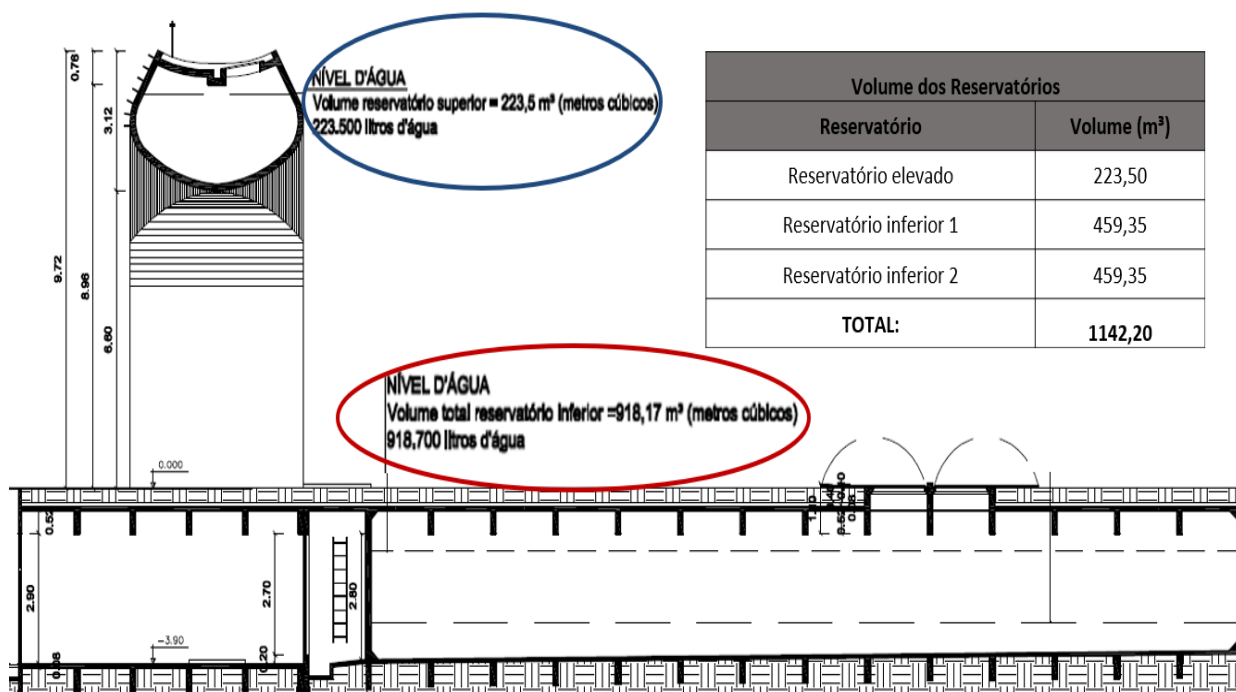 NÍVEL D'ÁGUA
Volume reservatório superior = 223,5 m³ (metros cúbicos)
223.500 litros d'água
Volume dos Reservatórios
Reservatório Volume (m³)
Reservatório elevado 223,50
Reservatório inferior 1 459,35
Reservatório inferior 2 459,35
TOTAL: 1142,20
0.78
3.12
9.72
8.96
6.60
NÍVEL D'ÁGUA
Volume total reservatório inferior =918,17 m³ (metros cúbicos)
918.700 litros d'água
0.000
0.52
2.90
2.70
2.80
-3.90
0.08
0.20
0.08